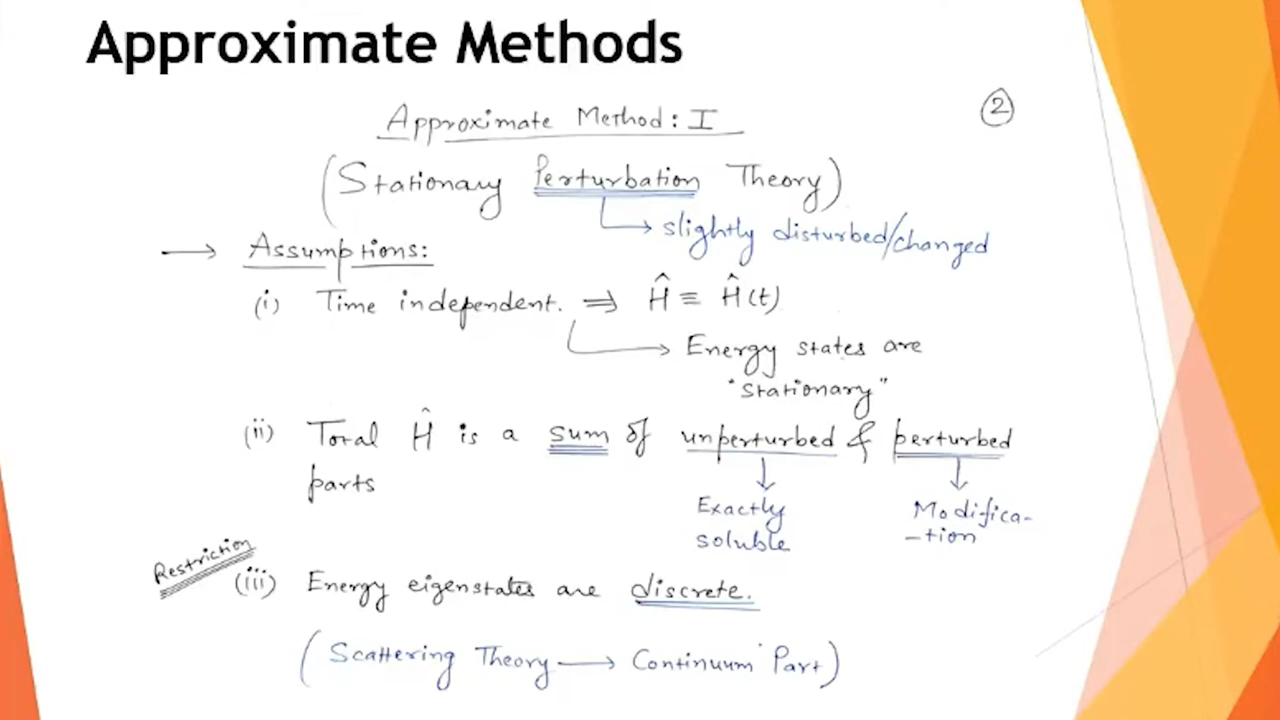 Approximate Methods
Approximate Method: I
②
(Stationary Perturbation Theory)
→ slightly disturbed/changed
→ Assumptions:
(i) Time independent. ⇒ Ĥ ≡ Ĥ(t)
→ Energy states are
"stationary"
(ii) Total Ĥ is a sum of unperturbed & perturbed
parts
Exactly
soluble
Modifica-
-tion
Restriction
(iii) Energy eigenstates are discrete.
(Scattering Theory → Continuum Part)